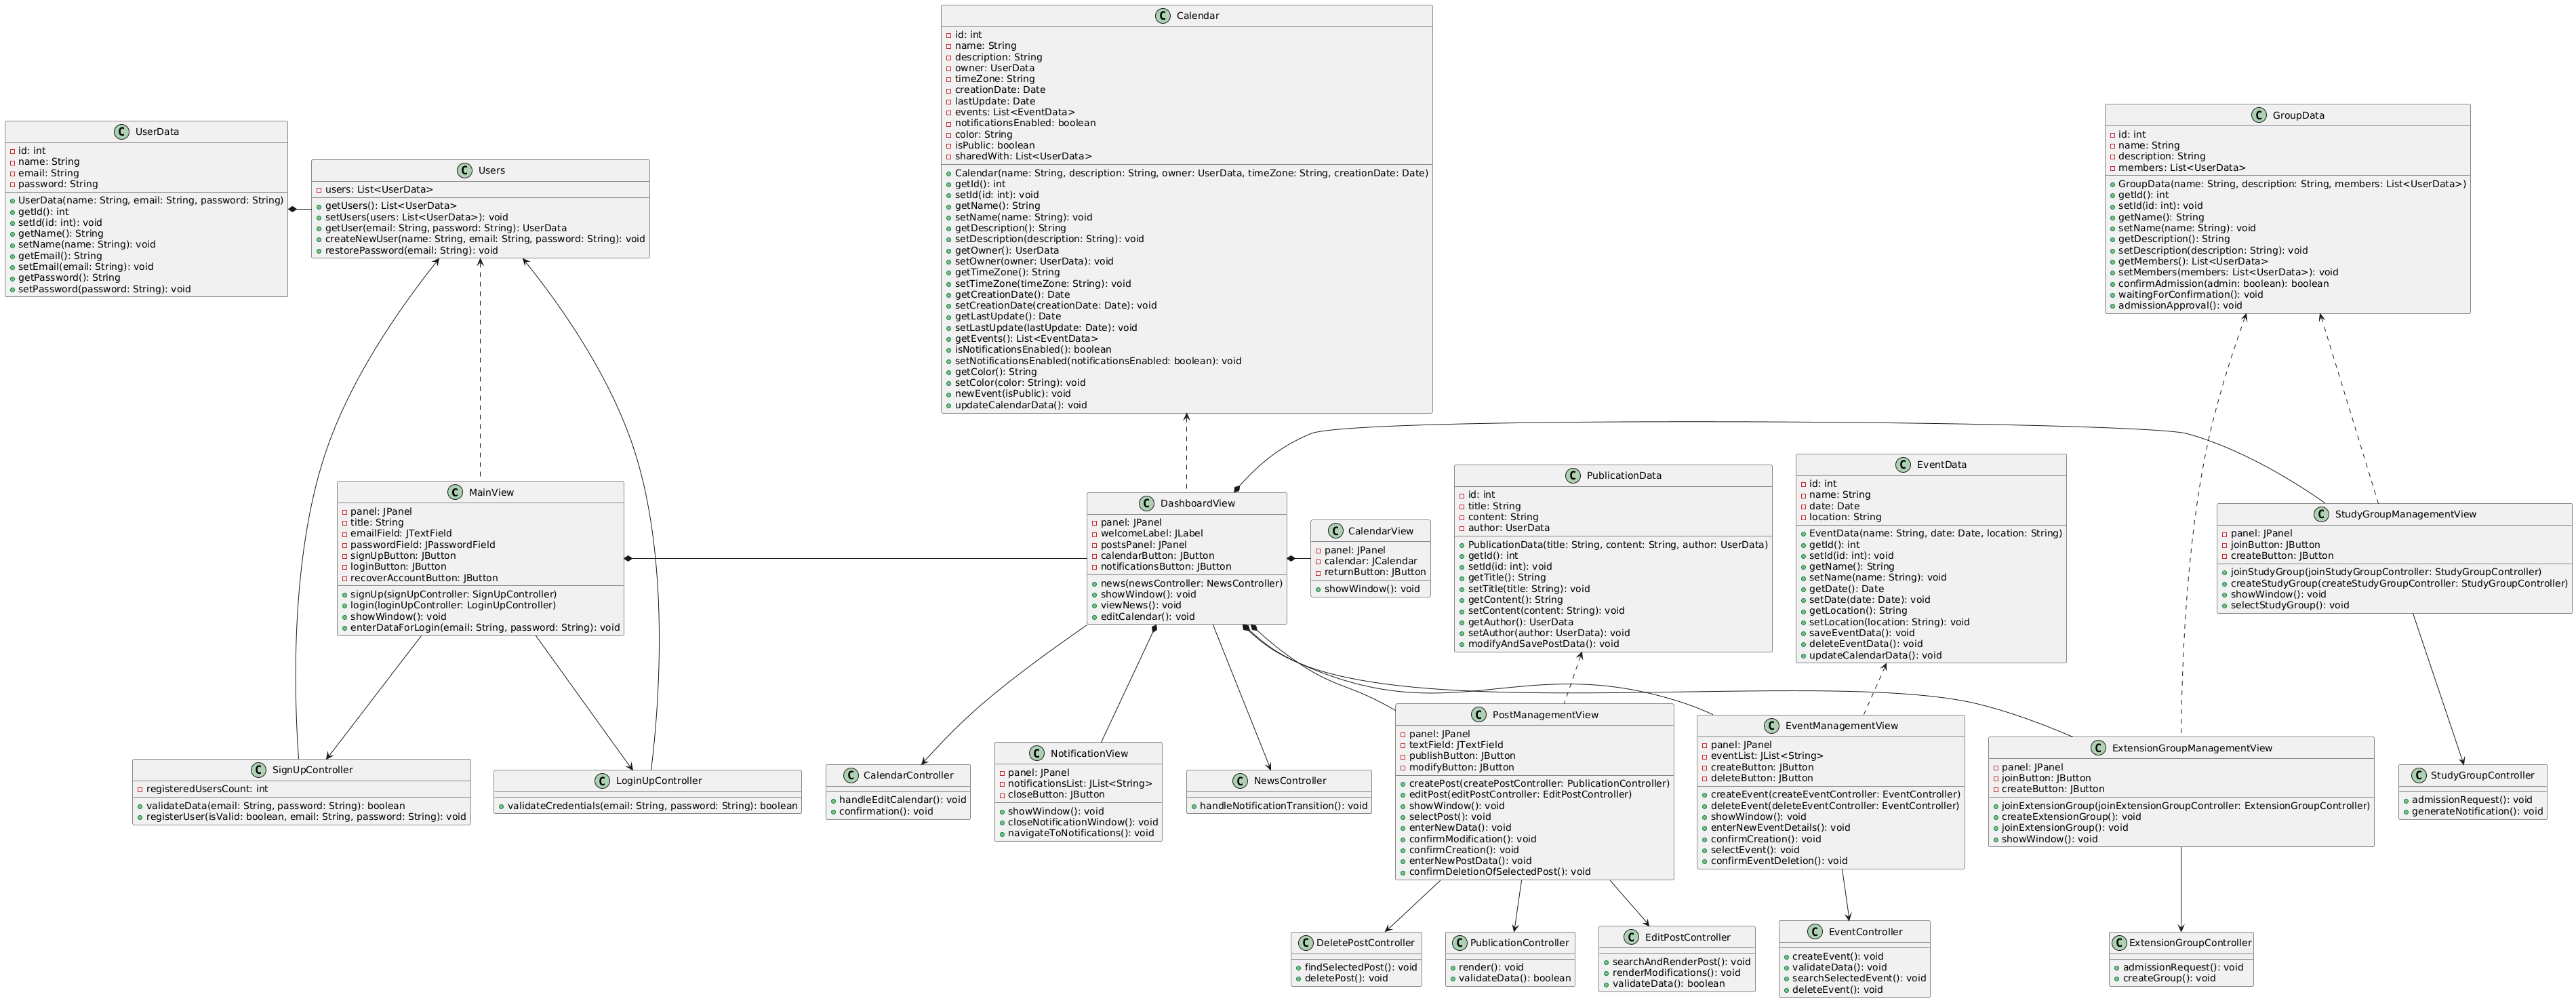 Calendar
id: int
name: String
description: String
owner: UserData
timeZone: String
creationDate: Date
lastUpdate: Date
events: List<EventData>
notificationsEnabled: boolean
color: String
isPublic: boolean
sharedWith: List<UserData>
Calendar(name: String, description: String, owner: UserData, timeZone: String, creationDate: Date)
getId(): int
setId(id: int): void
getName(): String
setName(name: String): void
getDescription(): String
setDescription(description: String): void
getOwner(): UserData
setOwner(owner: UserData): void
getTimeZone(): String
setTimeZone(timeZone: String): void
getCreationDate(): Date
setCreationDate(creationDate: Date): void
getLastUpdate(): Date
setLastUpdate(lastUpdate: Date): void
getEvents(): List<EventData>
isNotificationsEnabled(): boolean
setNotificationsEnabled(notificationsEnabled: boolean): void
getColor(): String
setColor(color: String): void
newEvent(isPublic): void
updateCalendarData(): void
UserData
id: int
name: String
email: String
password: String
UserData(name: String, email: String, password: String)
getId(): int
setId(id: int): void
getName(): String
setName(name: String): void
getEmail(): String
setEmail(email: String): void
getPassword(): String
setPassword(password: String): void
Users
users: List<UserData>
getUsers(): List<UserData>
setUsers(users: List<UserData>): void
getUser(email: String, password: String): UserData
createNewUser(name: String, email: String, password: String): void
restorePassword(email: String): void
GroupData
id: int
name: String
description: String
members: List<UserData>
GroupData(name: String, description: String, members: List<UserData>)
getId(): int
setId(id: int): void
getName(): String
setName(name: String): void
getDescription(): String
setDescription(description: String): void
getMembers(): List<UserData>
setMembers(members: List<UserData>): void
confirmAdmission(admin: boolean): boolean
waitingForConfirmation(): void
admissionApproval(): void
MainView
panel: JPanel
title: String
emailField: JTextField
passwordField: JPasswordField
signUpButton: JButton
loginButton: JButton
recoverAccountButton: JButton
signUp(signUpController: SignUpController)
login(loginUpController: LoginUpController)
showWindow(): void
enterDataForLogin(email: String, password: String): void
DashboardView
panel: JPanel
welcomeLabel: JLabel
postsPanel: JPanel
calendarButton: JButton
notificationsButton: JButton
news(newsController: NewsController)
showWindow(): void
viewNews(): void
editCalendar(): void
CalendarView
panel: JPanel
calendar: JCalendar
returnButton: JButton
showWindow(): void
PublicationData
id: int
title: String
content: String
author: UserData
PublicationData(title: String, content: String, author: UserData)
getId(): int
setId(id: int): void
getTitle(): String
setTitle(title: String): void
getContent(): String
setContent(content: String): void
getAuthor(): UserData
setAuthor(author: UserData): void
modifyAndSavePostData(): void
EventData
id: int
name: String
date: Date
location: String
EventData(name: String, date: Date, location: String)
getId(): int
setId(id: int): void
getName(): String
setName(name: String): void
getDate(): Date
setDate(date: Date): void
getLocation(): String
setLocation(location: String): void
saveEventData(): void
deleteEventData(): void
updateCalendarData(): void
StudyGroupManagementView
panel: JPanel
joinButton: JButton
createButton: JButton
joinStudyGroup(joinStudyGroupController: StudyGroupController)
createStudyGroup(createStudyGroupController: StudyGroupController)
showWindow(): void
selectStudyGroup(): void
SignUpController
registeredUsersCount: int
validateData(email: String, password: String): boolean
registerUser(isValid: boolean, email: String, password: String): void
LoginUpController
validateCredentials(email: String, password: String): boolean
CalendarController
handleEditCalendar(): void
confirmation(): void
NotificationView
panel: JPanel
notificationsList: JList<String>
closeButton: JButton
showWindow(): void
closeNotificationWindow(): void
navigateToNotifications(): void
NewsController
handleNotificationTransition(): void
PostManagementView
panel: JPanel
textField: JTextField
publishButton: JButton
modifyButton: JButton
createPost(createPostController: PublicationController)
editPost(editPostController: EditPostController)
showWindow(): void
selectPost(): void
enterNewData(): void
confirmModification(): void
confirmCreation(): void
enterNewPostData(): void
confirmDeletionOfSelectedPost(): void
EventManagementView
panel: JPanel
eventList: JList<String>
createButton: JButton
deleteButton: JButton
createEvent(createEventController: EventController)
deleteEvent(deleteEventController: EventController)
showWindow(): void
enterNewEventDetails(): void
confirmCreation(): void
selectEvent(): void
confirmEventDeletion(): void
ExtensionGroupManagementView
panel: JPanel
joinButton: JButton
createButton: JButton
joinExtensionGroup(joinExtensionGroupController: ExtensionGroupController)
createExtensionGroup(): void
joinExtensionGroup(): void
showWindow(): void
StudyGroupController
admissionRequest(): void
generateNotification(): void
DeletePostController
findSelectedPost(): void
deletePost(): void
PublicationController
render(): void
validateData(): boolean
EditPostController
searchAndRenderPost(): void
renderModifications(): void
validateData(): boolean
EventController
createEvent(): void
validateData(): void
searchSelectedEvent(): void
deleteEvent(): void
ExtensionGroupController
admissionRequest(): void
createGroup(): void